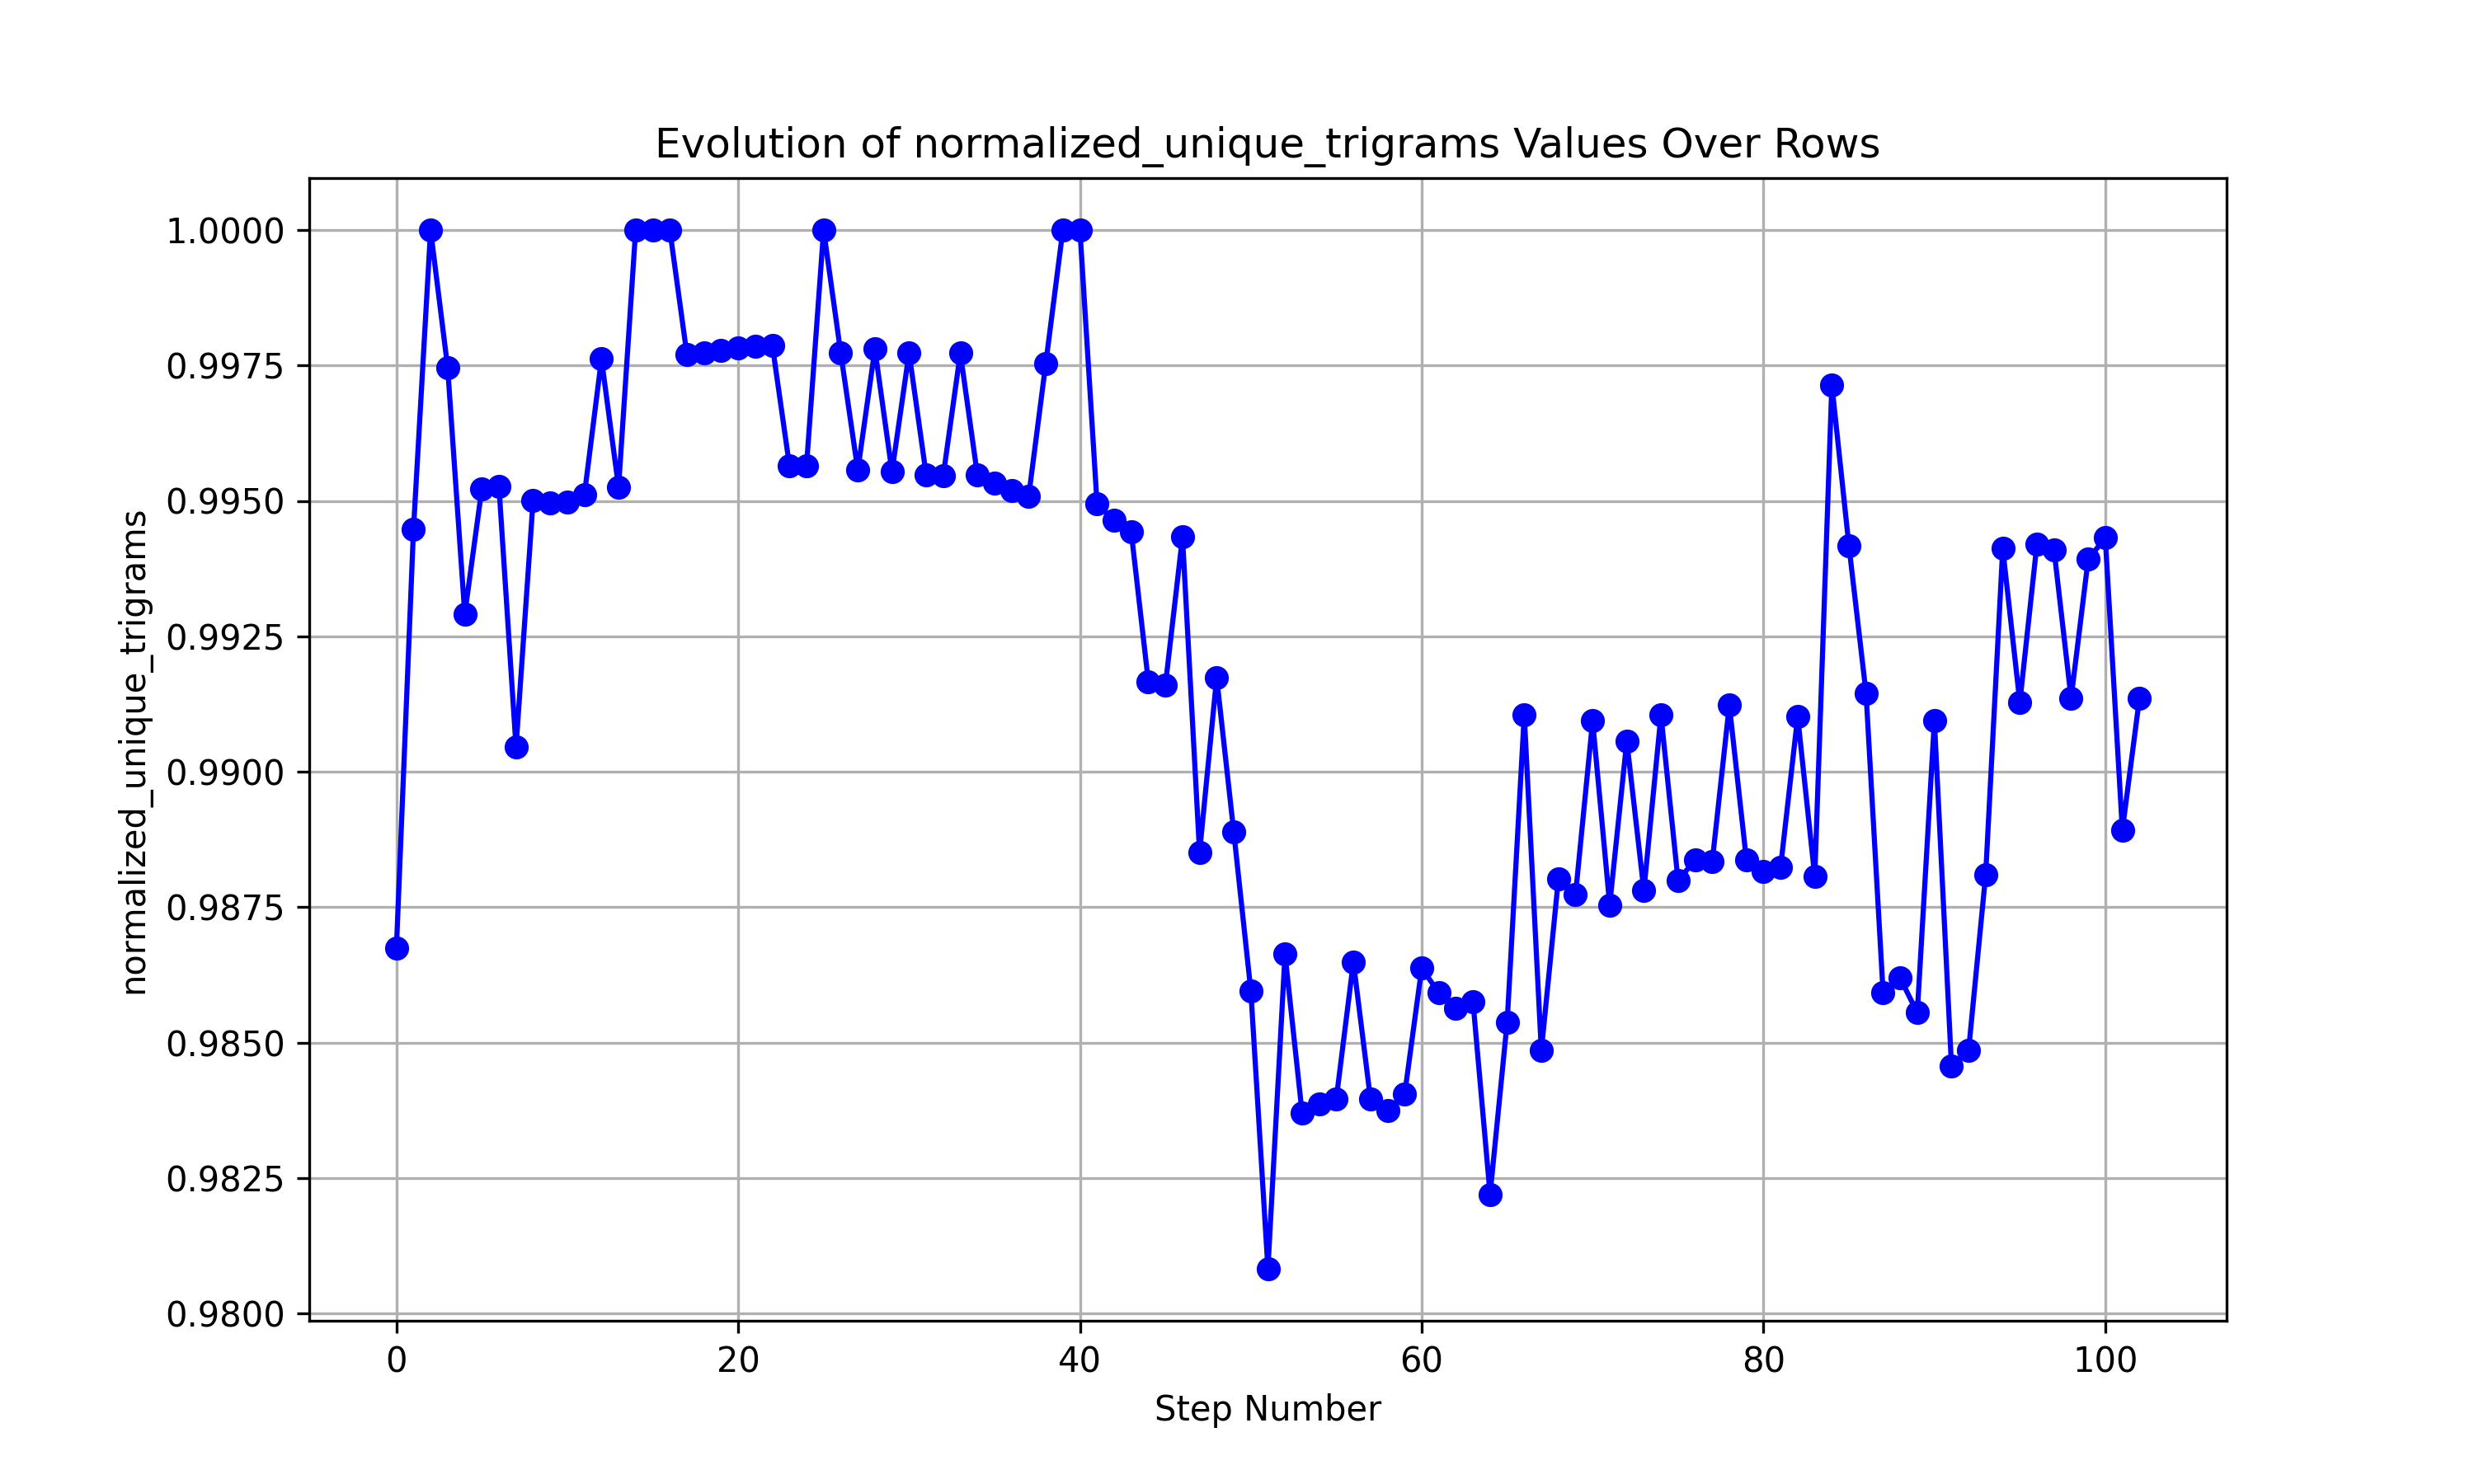 Evolution of normalized_unique_trigrams Values Over Rows
normalized_unique_trigrams
1.0000
0.9975
0.9950
0.9925
0.9900
0.9875
0.9850
0.9825
0.9800
0 20 40 60 80 100
Step Number